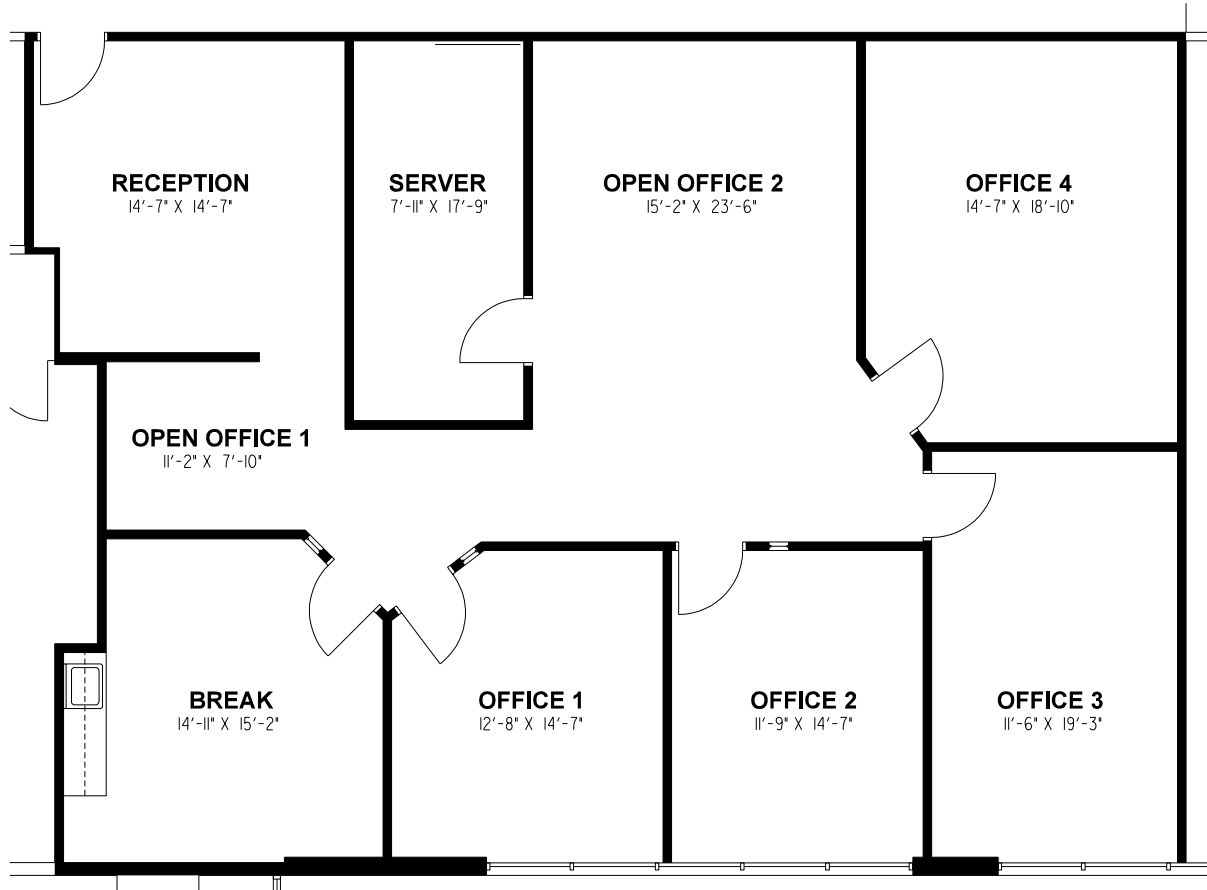 RECEPTION
14'-7" X 14'-7"
SERVER
7'-11" X 17'-9"
OPEN OFFICE 2
15'-2" X 23'-6"
OFFICE 4
14'-7" X 18'-10"
OPEN OFFICE 1
11'-2" X 7'-10"
BREAK
14'-11" X 15'-2"
OFFICE 1
12'-8" X 14'-7"
OFFICE 2
11'-9" X 14'-7"
OFFICE 3
11'-6" X 19'-3"